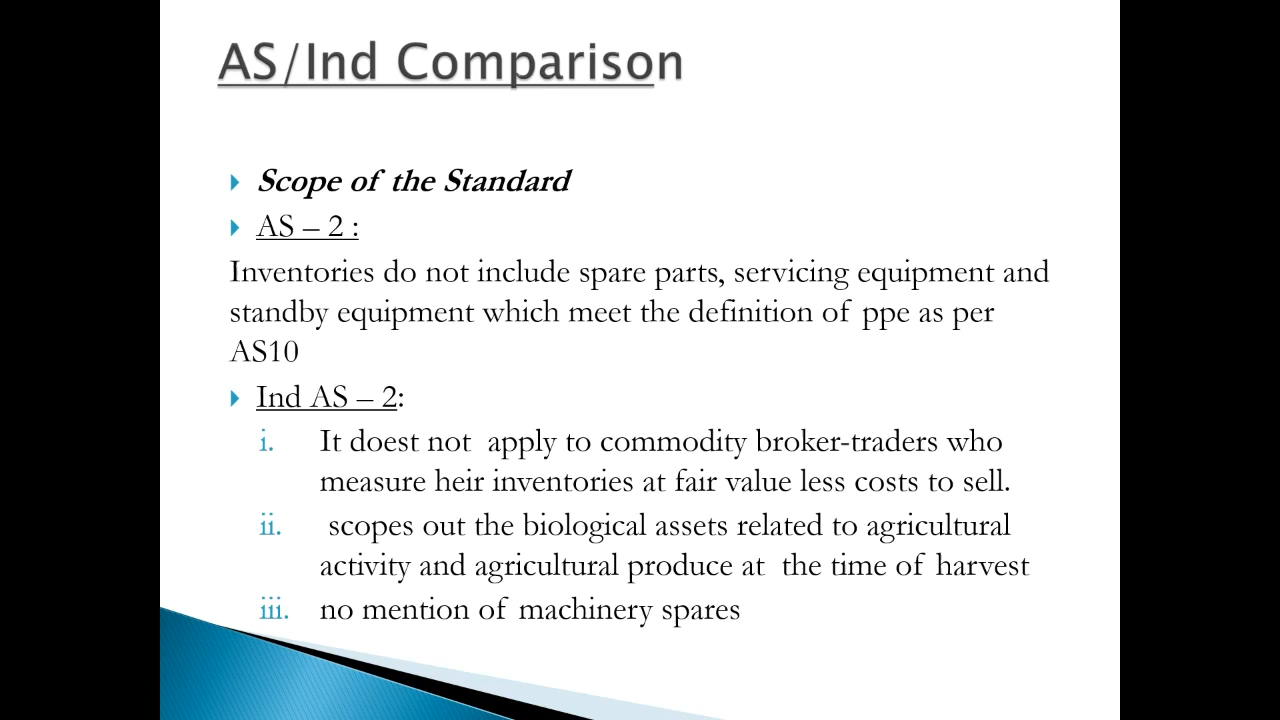 AS/Ind Comparison
Scope of the Standard
AS – 2 :
Inventories do not include spare parts, servicing equipment and
standby equipment which meet the definition of ppe as per
AS10
Ind AS – 2:
i. It doest not apply to commodity broker-traders who
measure heir inventories at fair value less costs to sell.
ii. scopes out the biological assets related to agricultural
activity and agricultural produce at the time of harvest
iii. no mention of machinery spares